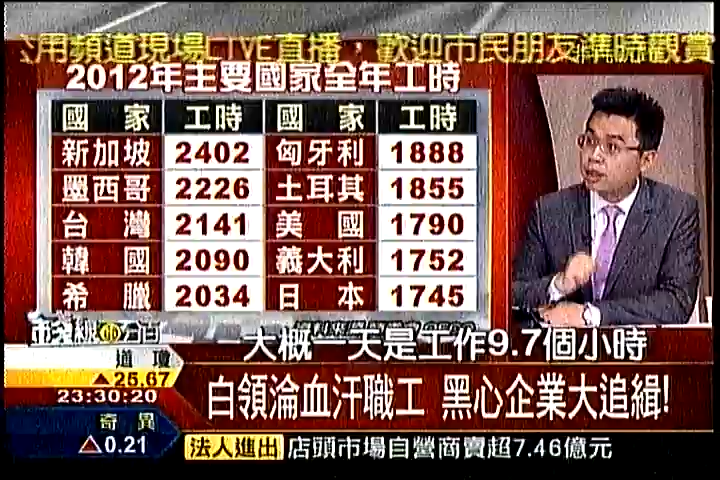 公用頻道現場LIVE直播，歡迎市民朋友準時觀賞
2012年主要國家全年工時
國家 工時 國家 工時
新加坡 2402 匈牙利 1888
墨西哥 2226 土耳其 1855
台灣 2141 美國 1790
韓國 2090 義大利 1752
希臘 2034 日本 1745
大概一天是工作9.7個小時
道瓊
▲25.67
白領淪血汗職工 黑心企業大追緝!
23:30:20
奇異
△0.21
法人進出 店頭市場自營商賣超7.46億元